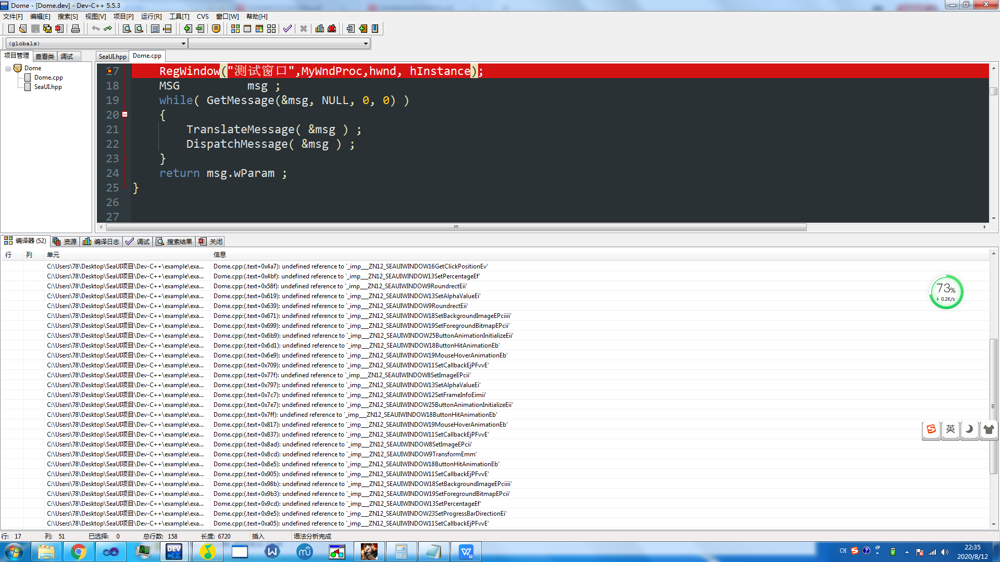 Dome - [Dome.dev] - Dev-C++ 5.5.3
文件[F] 编辑[E] 搜索[S] 视图[V] 项目[P] 运行[R] 工具[T] CVS 窗口[W] 帮助[H]
(globals)
项目管理 查看类 调试 SeaUI.hpp Dome.cpp
Dome
Dome.cpp
SeaUI.hpp
17 RegWindow("测试窗口",MyWndProc,hwnd, hInstance);
18 MSG msg ;
19 while( GetMessage(&msg, NULL, 0, 0) )
20 {
21 TranslateMessage( &msg ) ;
22 DispatchMessage( &msg ) ;
23 }
24 return msg.wParam ;
25 }
26
27
编译器 (52) 资源 编译日志 调试 搜索结果 关闭
行 列 单元 信息
C:\Users\78\Desktop\SeaUI项目\Dev-C++\example\exa... Dome.cpp:(.text+0x4a7): undefined reference to `_imp___ZN12_SEAUIWINDOW16GetClickPositionEv'
C:\Users\78\Desktop\SeaUI项目\Dev-C++\example\exa... Dome.cpp:(.text+0x4bf): undefined reference to `_imp___ZN12_SEAUIWINDOW13SetPercentageEf'
C:\Users\78\Desktop\SeaUI项目\Dev-C++\example\exa... Dome.cpp:(.text+0x58f): undefined reference to `_imp___ZN12_SEAUIWINDOW9RoundrectEii'
C:\Users\78\Desktop\SeaUI项目\Dev-C++\example\exa... Dome.cpp:(.text+0x619): undefined reference to `_imp___ZN12_SEAUIWINDOW13SetAlphaValueEi'
C:\Users\78\Desktop\SeaUI项目\Dev-C++\example\exa... Dome.cpp:(.text+0x639): undefined reference to `_imp___ZN12_SEAUIWINDOW9RoundrectEii'
C:\Users\78\Desktop\SeaUI项目\Dev-C++\example\exa... Dome.cpp:(.text+0x671): undefined reference to `_imp___ZN12_SEAUIWINDOW18SetBackgroundImageEPciiii'
C:\Users\78\Desktop\SeaUI项目\Dev-C++\example\exa... Dome.cpp:(.text+0x699): undefined reference to `_imp___ZN12_SEAUIWINDOW19SetForegroundBitmapEPcii'
C:\Users\78\Desktop\SeaUI项目\Dev-C++\example\exa... Dome.cpp:(.text+0x6b9): undefined reference to `_imp___ZN12_SEAUIWINDOW25ButtonAnimationInitializeEii'
C:\Users\78\Desktop\SeaUI项目\Dev-C++\example\exa... Dome.cpp:(.text+0x6d1): undefined reference to `_imp___ZN12_SEAUIWINDOW18ButtonHitAnimationEb'
C:\Users\78\Desktop\SeaUI项目\Dev-C++\example\exa... Dome.cpp:(.text+0x6e9): undefined reference to `_imp___ZN12_SEAUIWINDOW19MouseHoverAnimationEb'
C:\Users\78\Desktop\SeaUI项目\Dev-C++\example\exa... Dome.cpp:(.text+0x709): undefined reference to `_imp___ZN12_SEAUIWINDOW11SetCallbackEjPFvvE'
C:\Users\78\Desktop\SeaUI项目\Dev-C++\example\exa... Dome.cpp:(.text+0x77f): undefined reference to `_imp___ZN12_SEAUIWINDOW8SetImageEPcii'
C:\Users\78\Desktop\SeaUI项目\Dev-C++\example\exa... Dome.cpp:(.text+0x797): undefined reference to `_imp___ZN12_SEAUIWINDOW13SetAlphaValueEi'
C:\Users\78\Desktop\SeaUI项目\Dev-C++\example\exa... Dome.cpp:(.text+0x7c7): undefined reference to `_imp___ZN12_SEAUIWINDOW12SetFrameInfoEimii'
C:\Users\78\Desktop\SeaUI项目\Dev-C++\example\exa... Dome.cpp:(.text+0x7e7): undefined reference to `_imp___ZN12_SEAUIWINDOW25ButtonAnimationInitializeEii'
C:\Users\78\Desktop\SeaUI项目\Dev-C++\example\exa... Dome.cpp:(.text+0x7ff): undefined reference to `_imp___ZN12_SEAUIWINDOW18ButtonHitAnimationEb'
C:\Users\78\Desktop\SeaUI项目\Dev-C++\example\exa... Dome.cpp:(.text+0x817): undefined reference to `_imp___ZN12_SEAUIWINDOW19MouseHoverAnimationEb'
C:\Users\78\Desktop\SeaUI项目\Dev-C++\example\exa... Dome.cpp:(.text+0x837): undefined reference to `_imp___ZN12_SEAUIWINDOW11SetCallbackEjPFvvE'
C:\Users\78\Desktop\SeaUI项目\Dev-C++\example\exa... Dome.cpp:(.text+0x8ad): undefined reference to `_imp___ZN12_SEAUIWINDOW8SetImageEPcii'
C:\Users\78\Desktop\SeaUI项目\Dev-C++\example\exa... Dome.cpp:(.text+0x8cd): undefined reference to `_imp___ZN12_SEAUIWINDOW9TransformEmm'
C:\Users\78\Desktop\SeaUI项目\Dev-C++\example\exa... Dome.cpp:(.text+0x8e5): undefined reference to `_imp___ZN12_SEAUIWINDOW18ButtonHitAnimationEb'
C:\Users\78\Desktop\SeaUI项目\Dev-C++\example\exa... Dome.cpp:(.text+0x905): undefined reference to `_imp___ZN12_SEAUIWINDOW11SetCallbackEjPFvvE'
C:\Users\78\Desktop\SeaUI项目\Dev-C++\example\exa... Dome.cpp:(.text+0x98b): undefined reference to `_imp___ZN12_SEAUIWINDOW18SetBackgroundImageEPciiii'
C:\Users\78\Desktop\SeaUI项目\Dev-C++\example\exa... Dome.cpp:(.text+0x9b3): undefined reference to `_imp___ZN12_SEAUIWINDOW19SetForegroundBitmapEPcii'
C:\Users\78\Desktop\SeaUI项目\Dev-C++\example\exa... Dome.cpp:(.text+0x9cd): undefined reference to `_imp___ZN12_SEAUIWINDOW13SetPercentageEf'
C:\Users\78\Desktop\SeaUI项目\Dev-C++\example\exa... Dome.cpp:(.text+0x9e5): undefined reference to `_imp___ZN12_SEAUIWINDOW23SetProgressBarDirectionEi'
C:\Users\78\Desktop\SeaUI项目\Dev-C++\example\exa... Dome.cpp:(.text+0xa05): undefined reference to `_imp___ZN12_SEAUIWINDOW11SetCallbackEjPFvvE'
73%
↓ 0.2K/s
英
行: 17 列: 51 已选择: 0 总行数: 158 长度: 6720 插入 语法分析完成
DEV C++
CH
22:35
2020/8/12